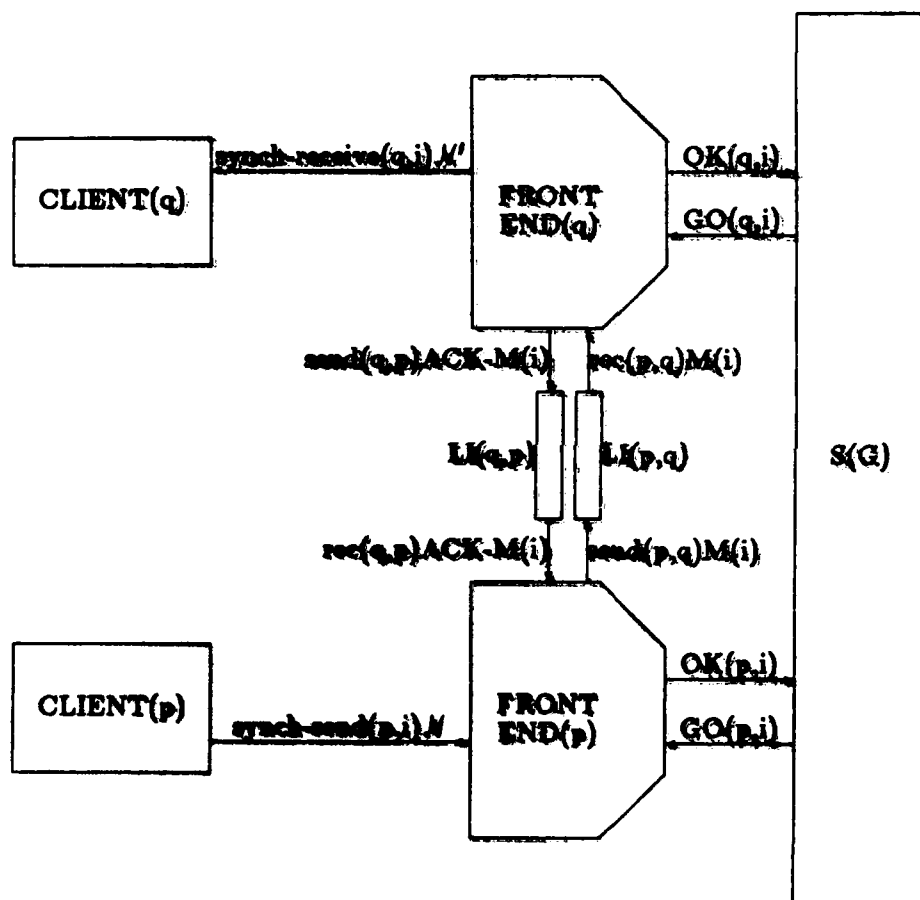 synch-receive(q,i)M'
OK(q,i)
CLIENT(q)
FRONT
END(q)
GO(q,i)
send(q,p)ACK-M(i)
rec(p,q)M(i)
LI(q,p)
LI(p,q)
S(G)
rec(q,p)ACK-M(i)
send(p,q)M(i)
OK(p,i)
CLIENT(p)
FRONT
END(p)
synch-send(p,i)M
GO(p,i)